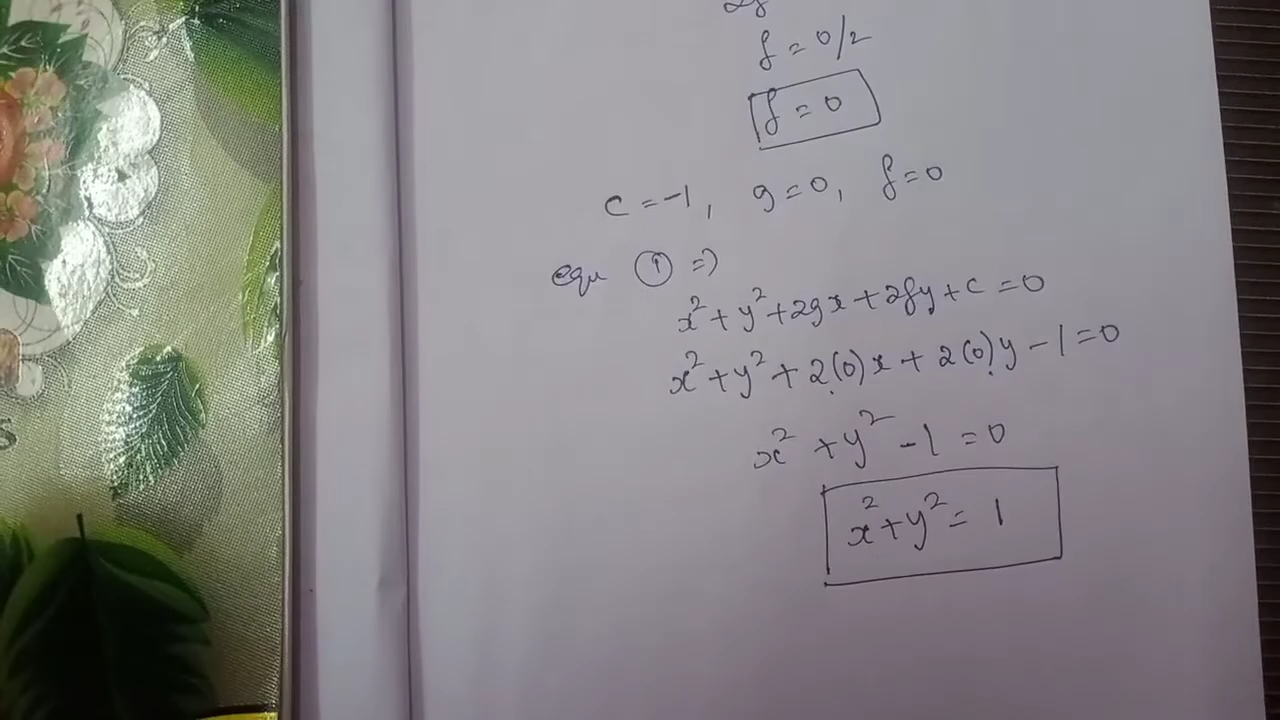 f = 0/2
f = 0
c = -1, g = 0, f = 0
equ ① =>
x² + y² + 2gx + 2fy + c = 0
x² + y² + 2(0)x + 2(0)y - 1 = 0
x² + y² - 1 = 0
x² + y² = 1